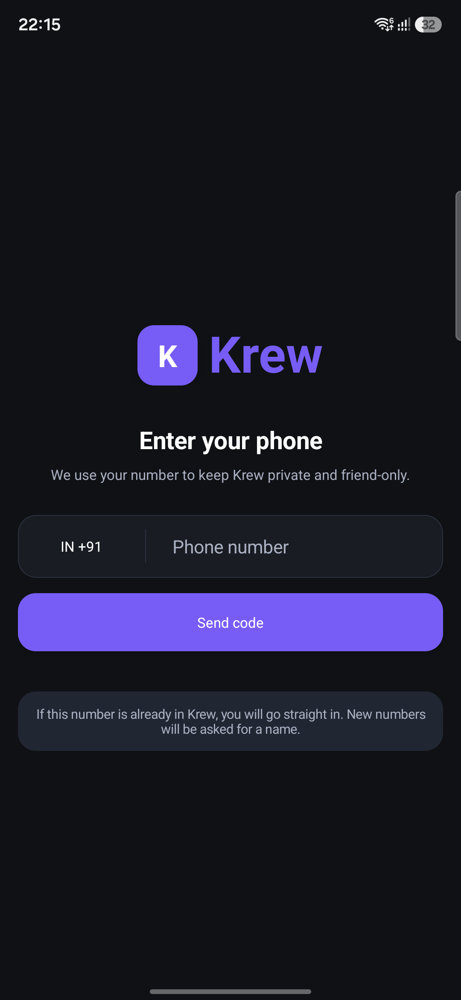 22:15
6
32
K Krew
Enter your phone
We use your number to keep Krew private and friend-only.
IN +91 Phone number
Send code
If this number is already in Krew, you will go straight in. New numbers
will be asked for a name.